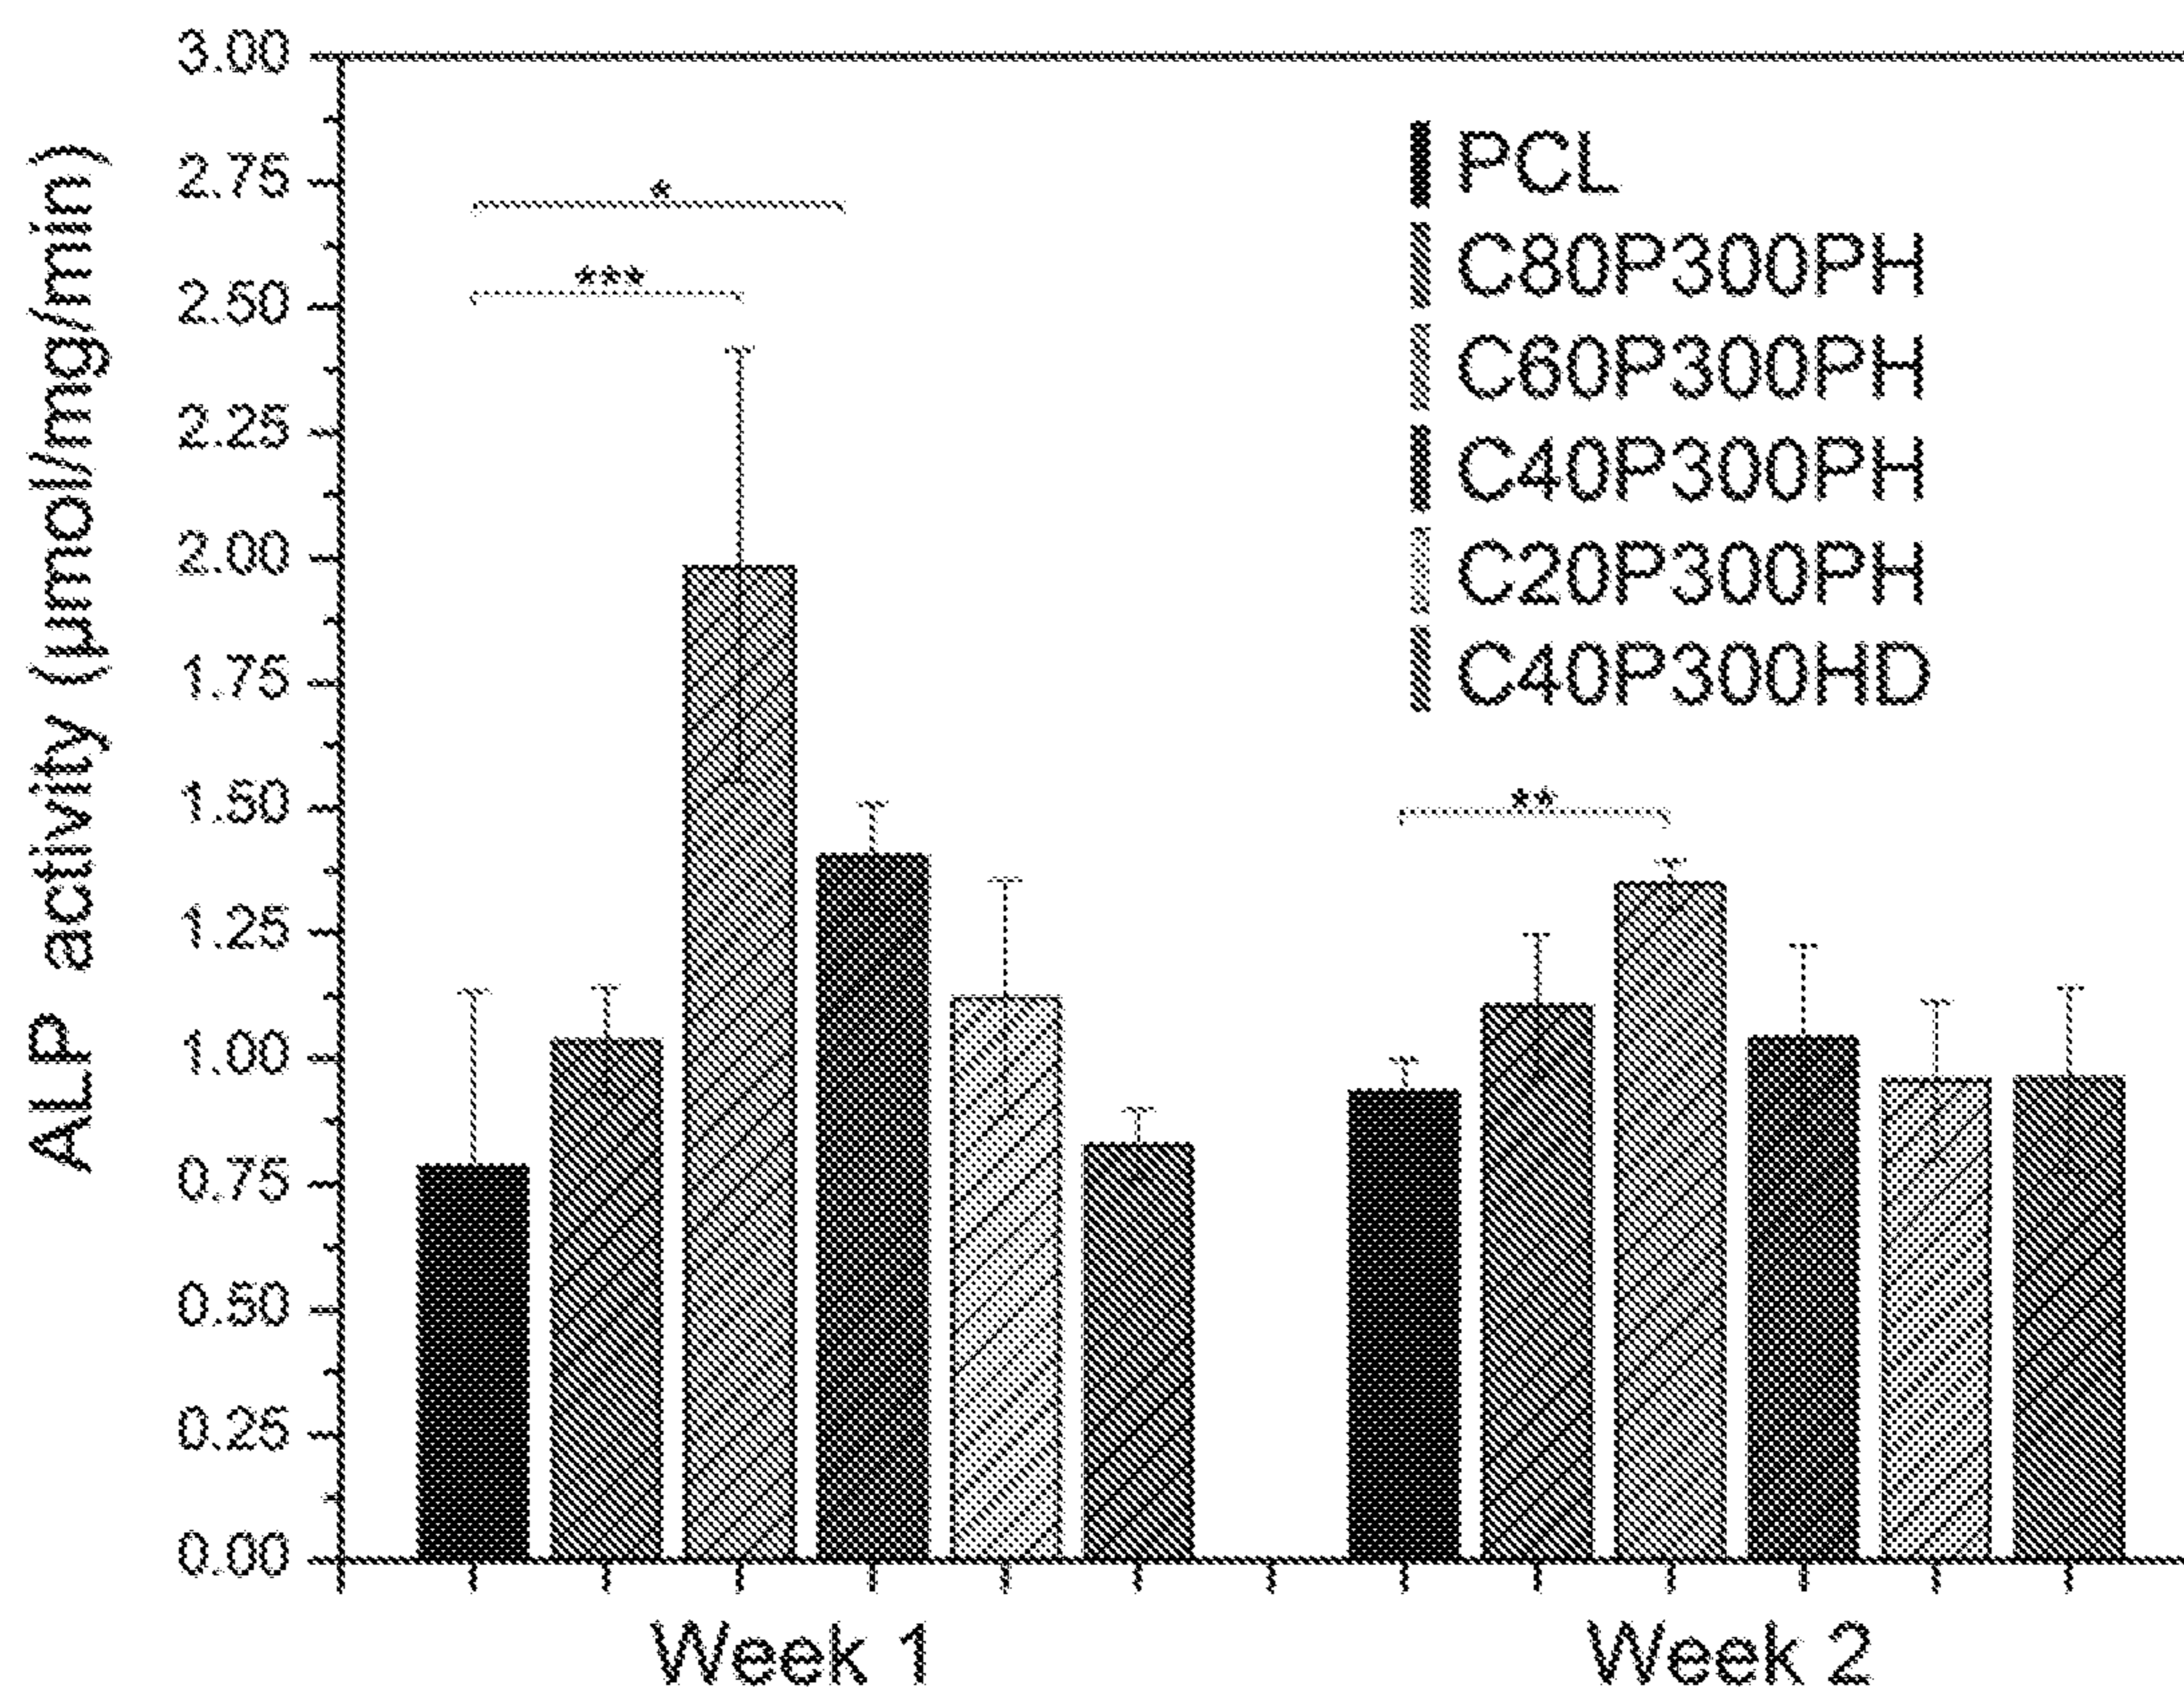 ALP activity (µmol/mg/min)
3.00
2.75
2.50
2.25
2.00
1.75
1.50
1.25
1.00
0.75
0.50
0.25
0.00
*
***
**
PCL
C80P300PH
C60P300PH
C40P300PH
C20P300PH
C40P300HD
Week 1
Week 2